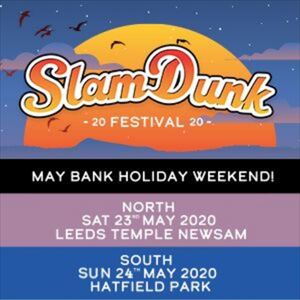 Slam Dunk
- 20 FESTIVAL 20 -
MAY BANK HOLIDAY WEEKEND!
NORTH
SAT 23RD MAY 2020
LEEDS TEMPLE NEWSAM
SOUTH
SUN 24TH MAY 2020
HATFIELD PARK